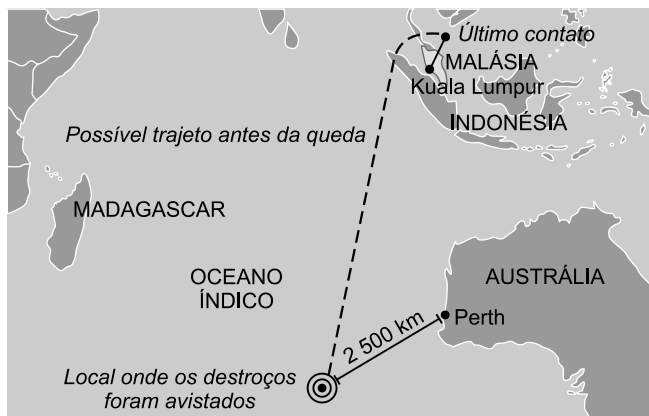 Último contato
MALÁSIA
Kuala Lumpur
INDONÉSIA
Possível trajeto antes da queda
MADAGASCAR
OCEANO
ÍNDICO
AUSTRÁLIA
Perth
2 500 km
Local onde os destroços
foram avistados